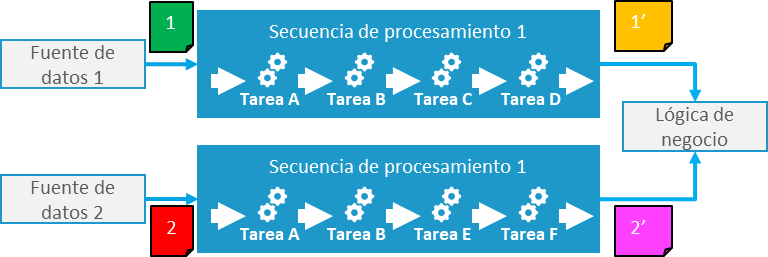 1
Secuencia de procesamiento 1
1’
Fuente de
datos 1
Tarea A
Tarea B
Tarea C
Tarea D
Lógica de
negocio
Secuencia de procesamiento 1
Fuente de
datos 2
Tarea A
Tarea B
Tarea E
Tarea F
2
2’